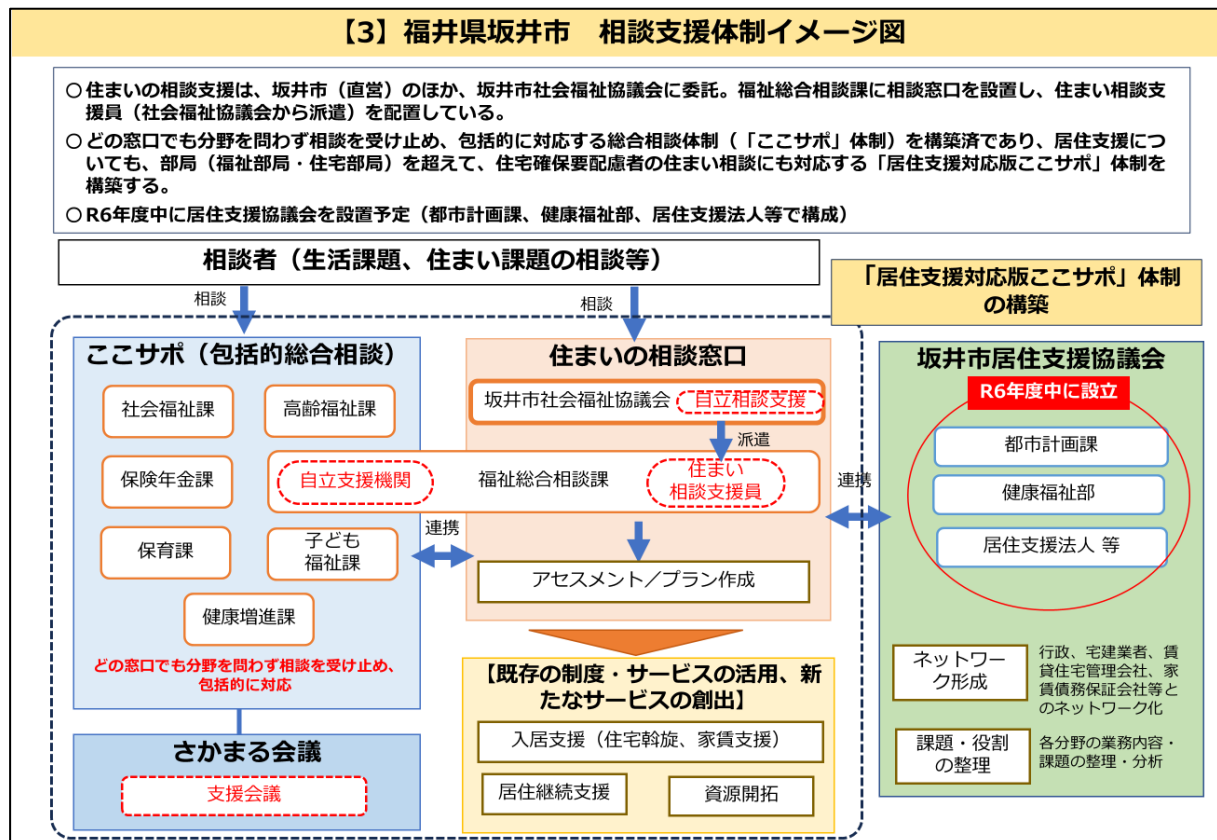 【3】福井県坂井市　相談支援体制イメージ図
○住まいの相談支援は、坂井市（直営）のほか、坂井市社会福祉協議会に委託。福祉総合相談課に相談窓口を設置し、住まい相談支
援員（社会福祉協議会から派遣）を配置している。
○どの窓口でも分野を問わず相談を受け止め、包括的に対応する総合相談体制（「ここサポ」体制）を構築済であり、居住支援につ
いても、部局（福祉部局・住宅部局）を超えて、住宅確保要配慮者の住まい相談にも対応する「居住支援対応版ここサポ」体制を
構築する。
○R6年度中に居住支援協議会を設置予定（都市計画課、健康福祉部、居住支援法人等で構成）
相談者（生活課題、住まい課題の相談等）
「居住支援対応版ここサポ」体制
の構築
相談
相談
ここサポ（包括的総合相談）
社会福祉課
高齢福祉課
保険年金課
保育課
子ども
福祉課
健康増進課
どの窓口でも分野を問わず相談を受け止め、
包括的に対応
さかまる会議
支援会議
住まいの相談窓口
坂井市社会福祉協議会
自立相談支援
派遣
自立支援機関
福祉総合相談課
住まい
相談支援員
連携
アセスメント／プラン作成
【既存の制度・サービスの活用、新
たなサービスの創出】
入居支援（住宅斡旋、家賃支援）
居住継続支援
資源開拓
連携
坂井市居住支援協議会
R6年度中に設立
都市計画課
健康福祉部
居住支援法人 等
ネットワー
ク形成
行政、宅建業者、賃
貸住宅管理会社、家
賃債務保証会社等と
のネットワーク化
課題・役割
の整理
各分野の業務内容・
課題の整理・分析